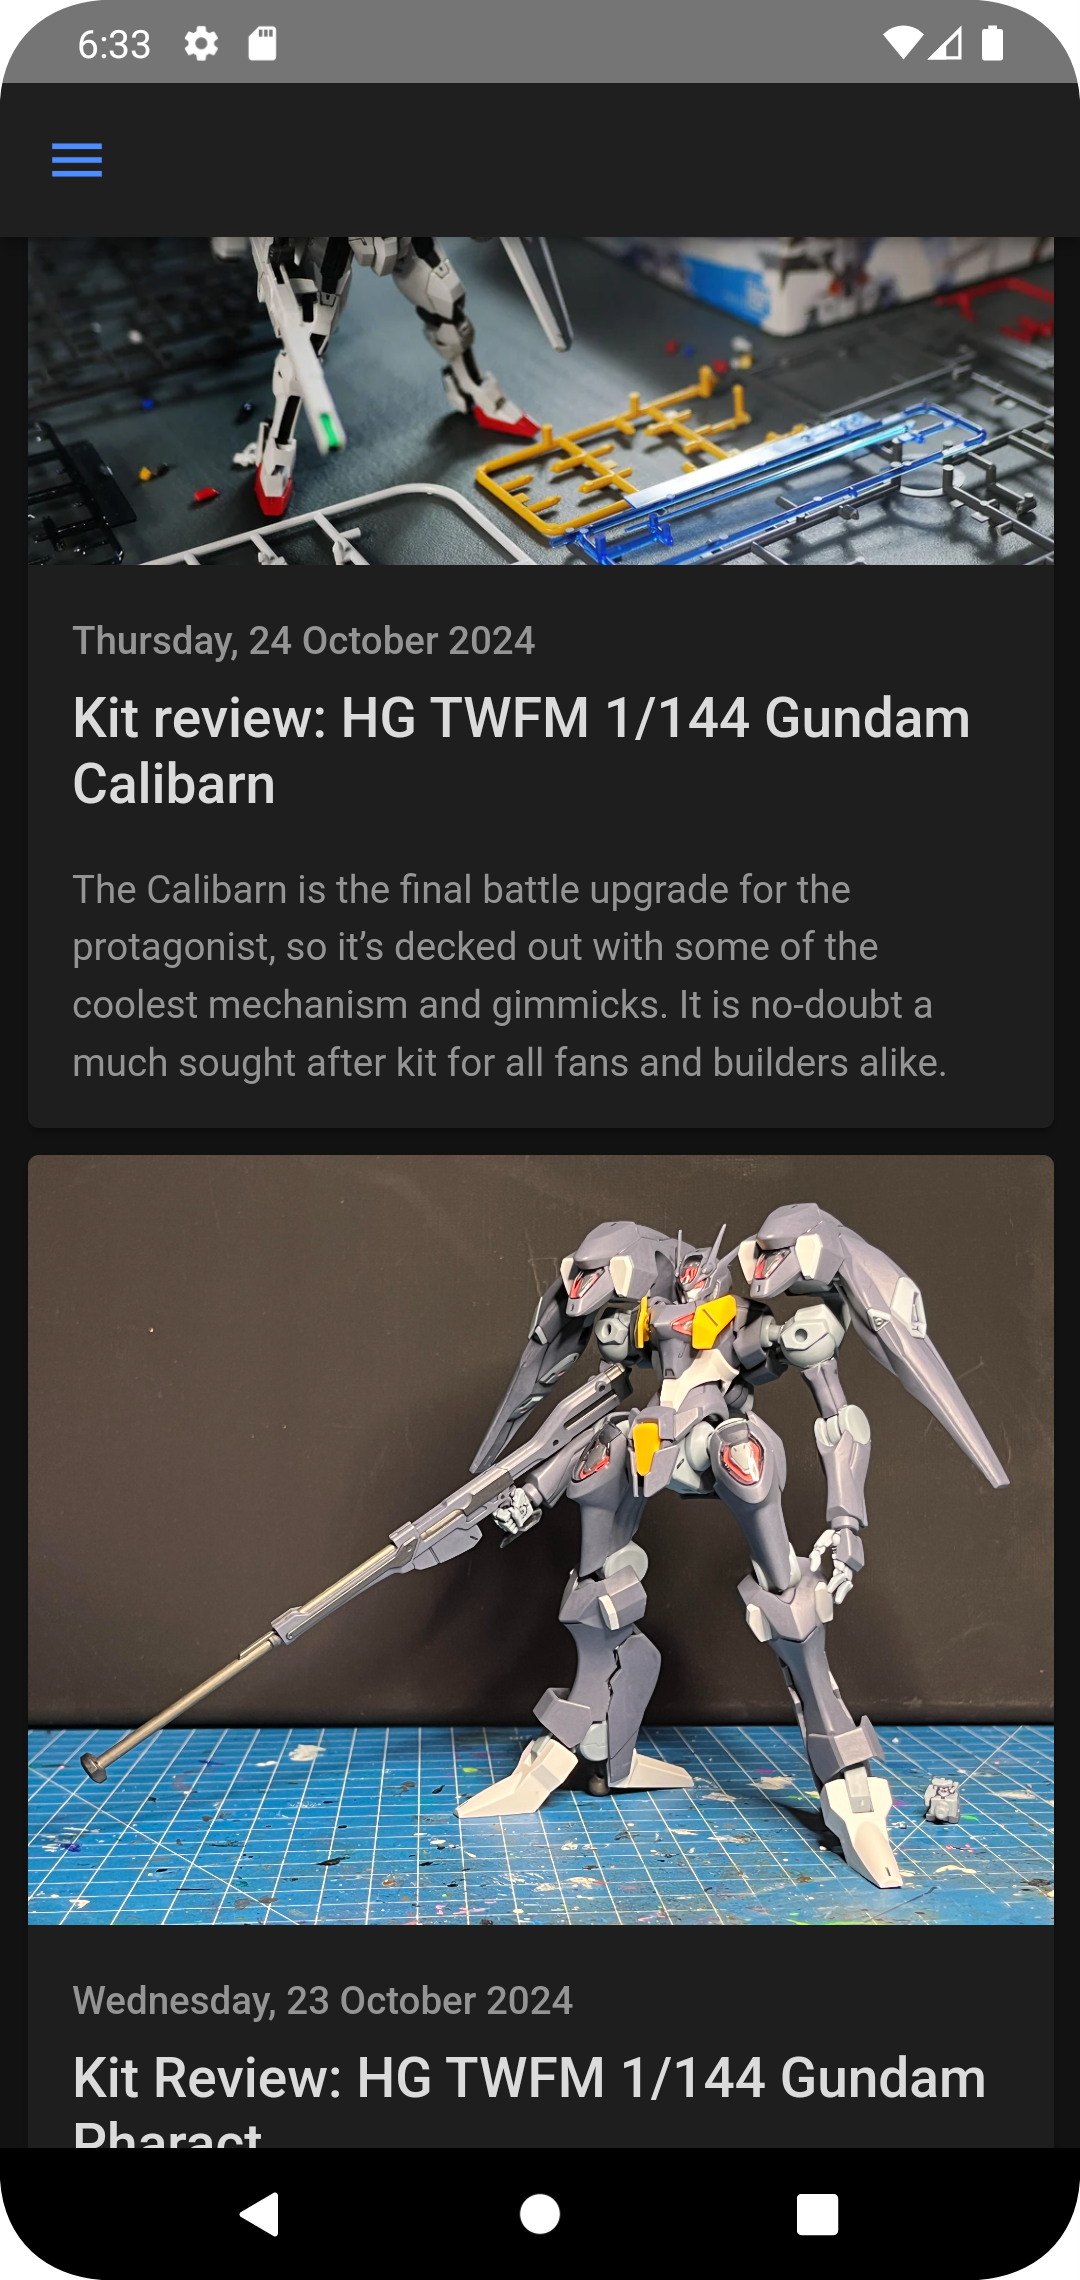 6:33
Thursday, 24 October 2024
Kit review: HG TWFM 1/144 Gundam
Calibarn
The Calibarn is the final battle upgrade for the
protagonist, so it’s decked out with some of the
coolest mechanism and gimmicks. It is no-doubt a
much sought after kit for all fans and builders alike.
Wednesday, 23 October 2024
Kit Review: HG TWFM 1/144 Gundam
Pharact